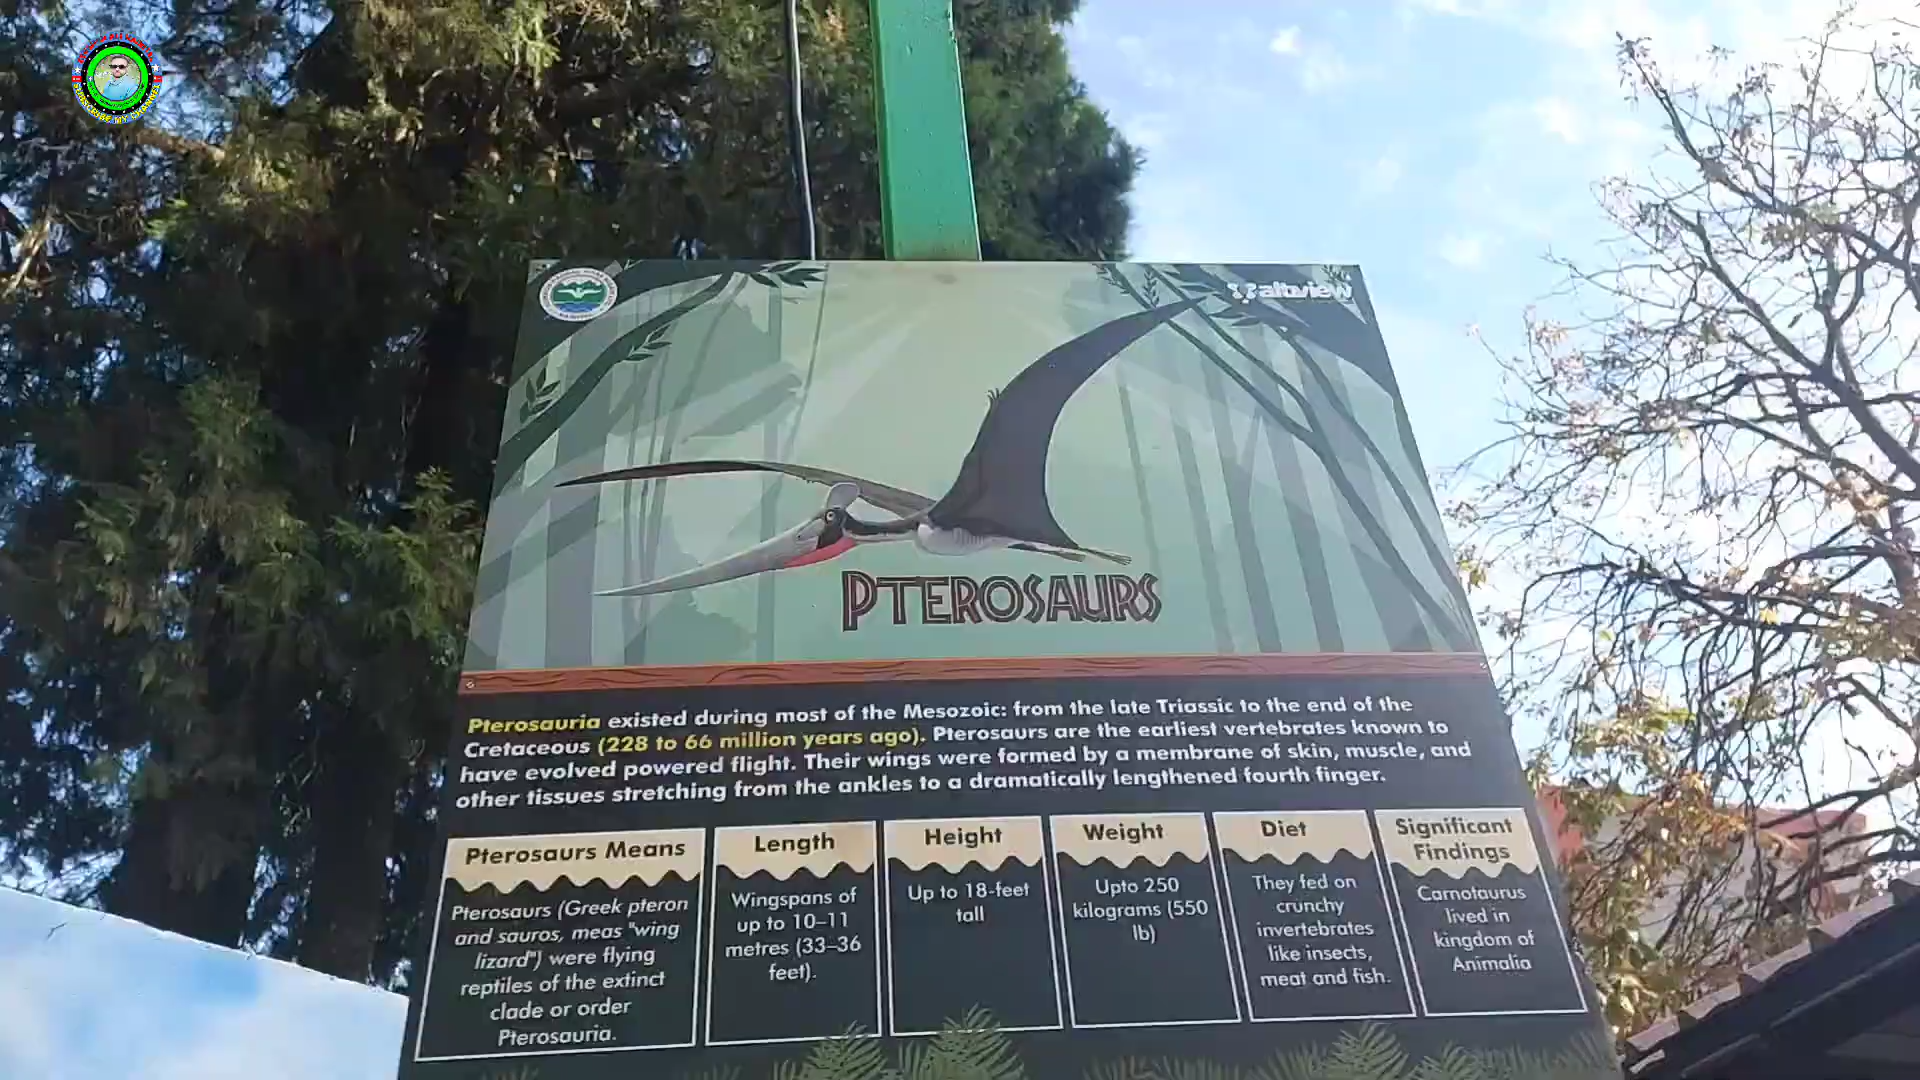 SUBSCRIBE MY CHANNEL
altview
PTEROSAURS
Pterosauria existed during most of the Mesozoic: from the late Triassic to the end of the
Cretaceous (228 to 66 million years ago). Pterosaurs are the earliest vertebrates known to
have evolved powered flight. Their wings were formed by a membrane of skin, muscle, and
other tissues stretching from the ankles to a dramatically lengthened fourth finger.
Pterosaurs Means
Pterosaurs (Greek pteron
and sauros, meas "wing
lizard") were flying
reptiles of the extinct
clade or order
Pterosauria.
Length
Wingspans of
up to 10–11
metres (33–36
feet).
Height
Up to 18-feet
tall
Weight
Upto 250
kilograms (550
lb)
Diet
They fed on
crunchy
invertebrates
like insects,
meat and fish.
Significant
Findings
Carnotaurus
lived in
kingdom of
Animalia